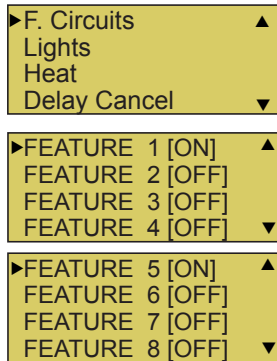 ►F. Circuits ▲
Lights
Heat
Delay Cancel ▼
►FEATURE 1 [ON] ▲
FEATURE 2 [OFF]
FEATURE 3 [OFF]
FEATURE 4 [OFF] ▼
►FEATURE 5 [ON] ▲
FEATURE 6 [OFF]
FEATURE 7 [OFF]
FEATURE 8 [OFF] ▼